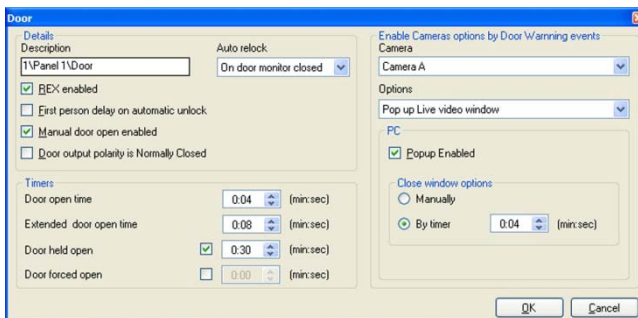 Door
Details
Description
Auto relock
1\Panel 1\Door
On door monitor closed
REX enabled
First person delay on automatic unlock
Manual door open enabled
Door output polarity is Normally Closed
Timers
Door open time 0:04 (min:sec)
Extended door open time 0:08 (min:sec)
Door held open 0:30 (min:sec)
Door forced open 0:00 (min:sec)
Enable Cameras options by Door Warnning events
Camera
Camera A
Options
Pop up Live video window
PC
Popup Enabled
Close window options
Manually
By timer 0:04 (min:sec)
OK Cancel